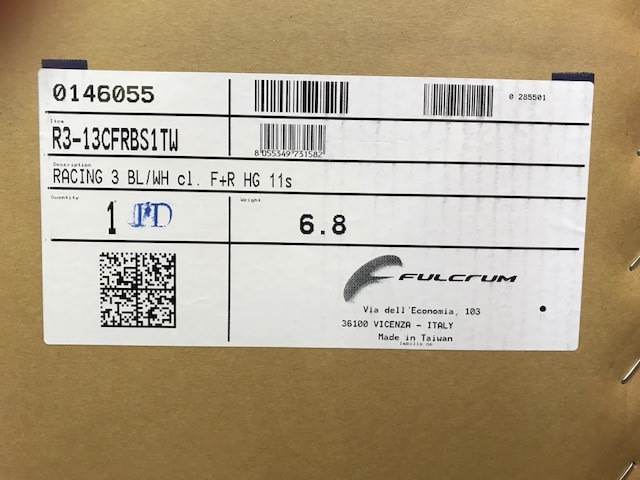 0146055
0 285501
Item
R3-13CFRBS1TW
8 055349 731582
Description
RACING 3 BL/WH cl. F+R HG 11s
Quantity
Weight
1 JD
6.8
FULCRUM
Via dell'Economia, 103
36100 VICENZA - ITALY
Made in Taiwan